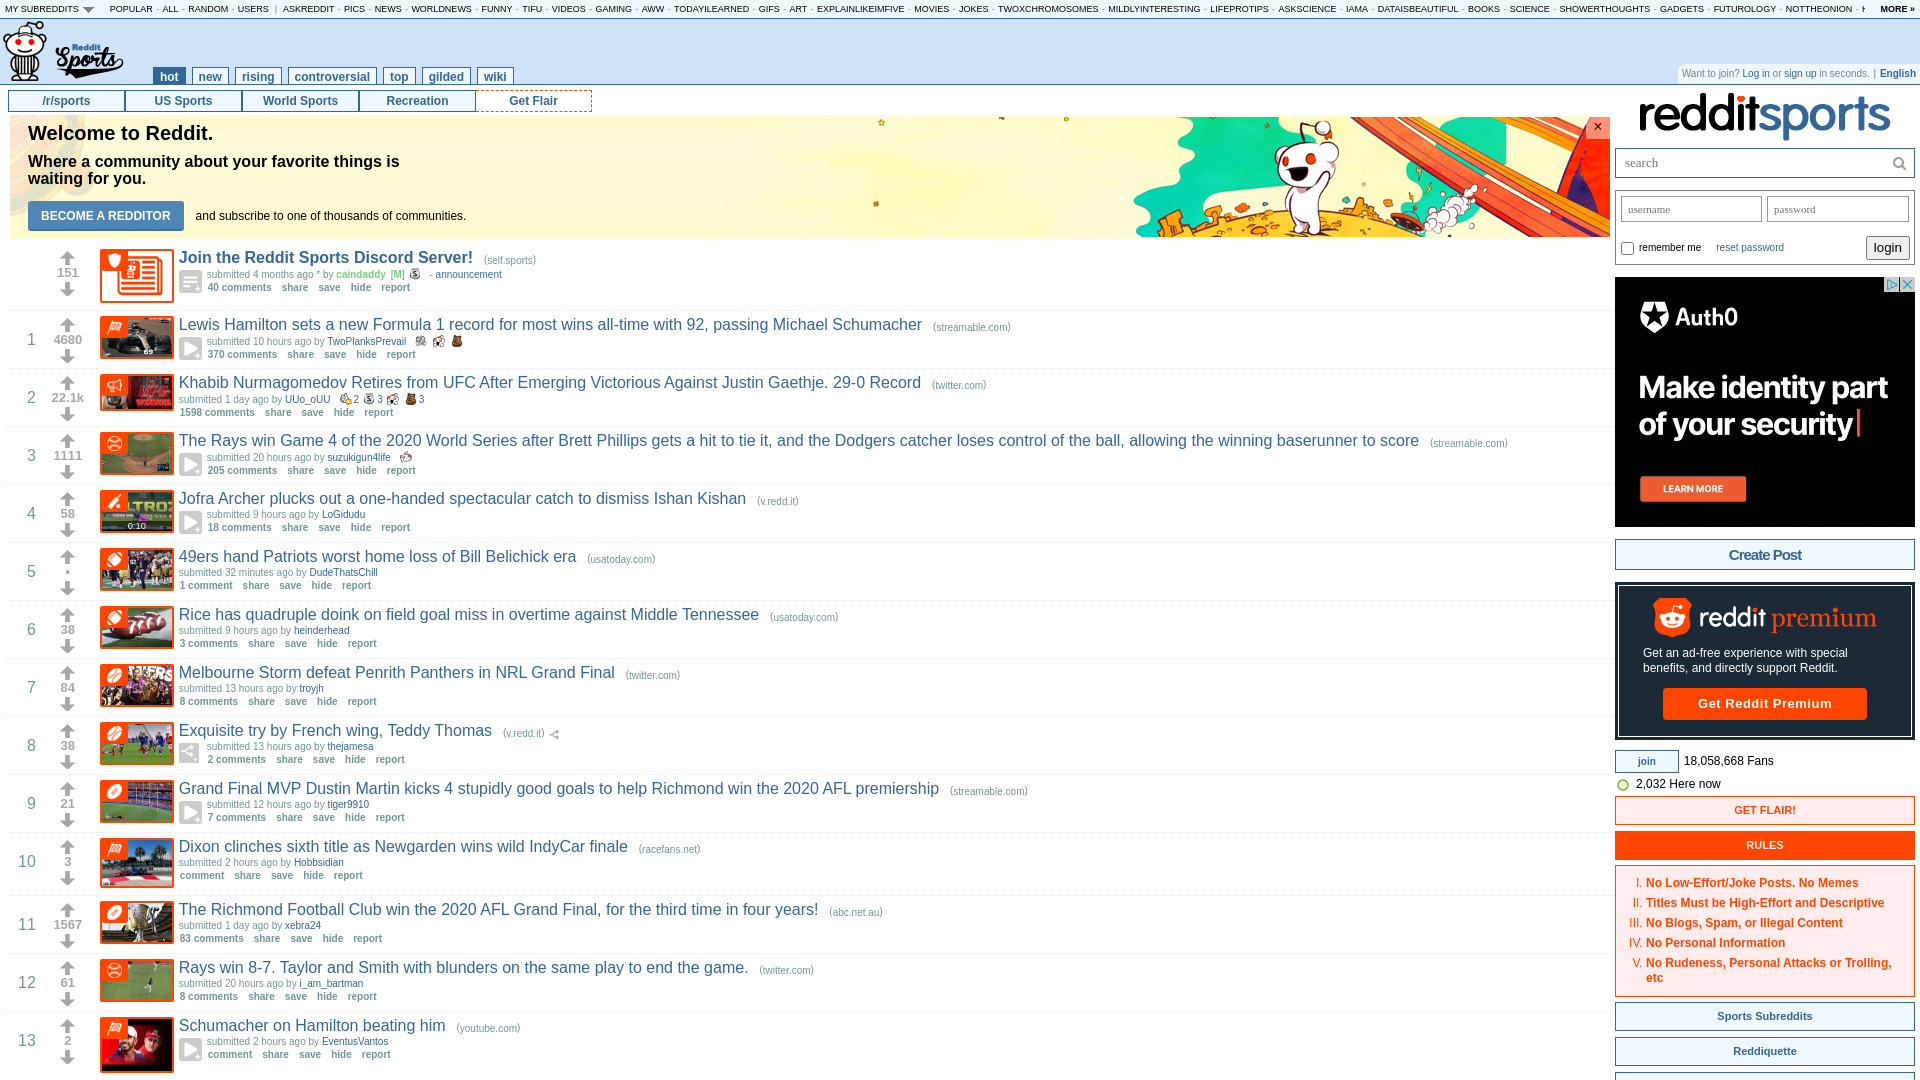 MY SUBREDDITS POPULAR - ALL - RANDOM - USERS | ASKREDDIT - PICS - NEWS - WORLDNEWS - FUNNY - TIFU - VIDEOS - GAMING - AWW - TODAYILEARNED - GIFS - ART - EXPLAINLIKEIMFIVE - MOVIES - JOKES - TWOXCHROMOSOMES - MILDLYINTERESTING - LIFEPROTIPS - ASKSCIENCE - IAMA - DATAISBEAUTIFUL - BOOKS - SCIENCE - SHOWERTHOUGHTS - GADGETS - FUTUROLOGY - NOTTHEONION - MORE »
Reddit Sports
hot new rising controversial top gilded wiki
Want to join? Log in or sign up in seconds. | English
/r/sports US Sports World Sports Recreation Get Flair
redditsports
Welcome to Reddit.
Where a community about your favorite things is
waiting for you.
BECOME A REDDITOR and subscribe to one of thousands of communities.
×
151
Join the Reddit Sports Discord Server! (self.sports)
submitted 4 months ago * by caindaddy [M] - announcement
40 comments share save hide report
1 4680
Lewis Hamilton sets a new Formula 1 record for most wins all-time with 92, passing Michael Schumacher (streamable.com)
submitted 10 hours ago by TwoPlanksPrevail
370 comments share save hide report
2 22.1k
Khabib Nurmagomedov Retires from UFC After Emerging Victorious Against Justin Gaethje. 29-0 Record (twitter.com)
submitted 1 day ago by UUo_oUU 2 3 3
1598 comments share save hide report
3 1111
The Rays win Game 4 of the 2020 World Series after Brett Phillips gets a hit to tie it, and the Dodgers catcher loses control of the ball, allowing the winning baserunner to score (streamable.com)
submitted 20 hours ago by suzukigun4life
205 comments share save hide report
4 58
0:10
Jofra Archer plucks out a one-handed spectacular catch to dismiss Ishan Kishan (v.redd.it)
submitted 9 hours ago by LoGidudu
18 comments share save hide report
5 •
49ers hand Patriots worst home loss of Bill Belichick era (usatoday.com)
submitted 32 minutes ago by DudeThatsChill
1 comment share save hide report
6 38
Rice has quadruple doink on field goal miss in overtime against Middle Tennessee (usatoday.com)
submitted 9 hours ago by heinderhead
3 comments share save hide report
7 84
Melbourne Storm defeat Penrith Panthers in NRL Grand Final (twitter.com)
submitted 13 hours ago by troyjh
8 comments share save hide report
8 38
Exquisite try by French wing, Teddy Thomas (v.redd.it)
submitted 13 hours ago by thejamesa
2 comments share save hide report
9 21
Grand Final MVP Dustin Martin kicks 4 stupidly good goals to help Richmond win the 2020 AFL premiership (streamable.com)
submitted 12 hours ago by tiger9910
7 comments share save hide report
10 3
Dixon clinches sixth title as Newgarden wins wild IndyCar finale (racefans.net)
submitted 2 hours ago by Hobbsidian
comment share save hide report
11 1567
The Richmond Football Club win the 2020 AFL Grand Final, for the third time in four years! (abc.net.au)
submitted 1 day ago by xebra24
83 comments share save hide report
12 61
Rays win 8-7. Taylor and Smith with blunders on the same play to end the game. (twitter.com)
submitted 20 hours ago by i_am_bartman
8 comments share save hide report
13 2
Schumacher on Hamilton beating him (youtube.com)
submitted 2 hours ago by EventusVantos
comment share save hide report
search
username password
remember me reset password login
Auth0
Make identity part
of your security
LEARN MORE
Create Post
reddit premium
Get an ad-free experience with special
benefits, and directly support Reddit.
Get Reddit Premium
join 18,058,668 Fans
2,032 Here now
GET FLAIR!
RULES
I. No Low-Effort/Joke Posts. No Memes
II. Titles Must be High-Effort and Descriptive
III. No Blogs, Spam, or Illegal Content
IV. No Personal Information
V. No Rudeness, Personal Attacks or Trolling,
etc
Sports Subreddits
Reddiquette